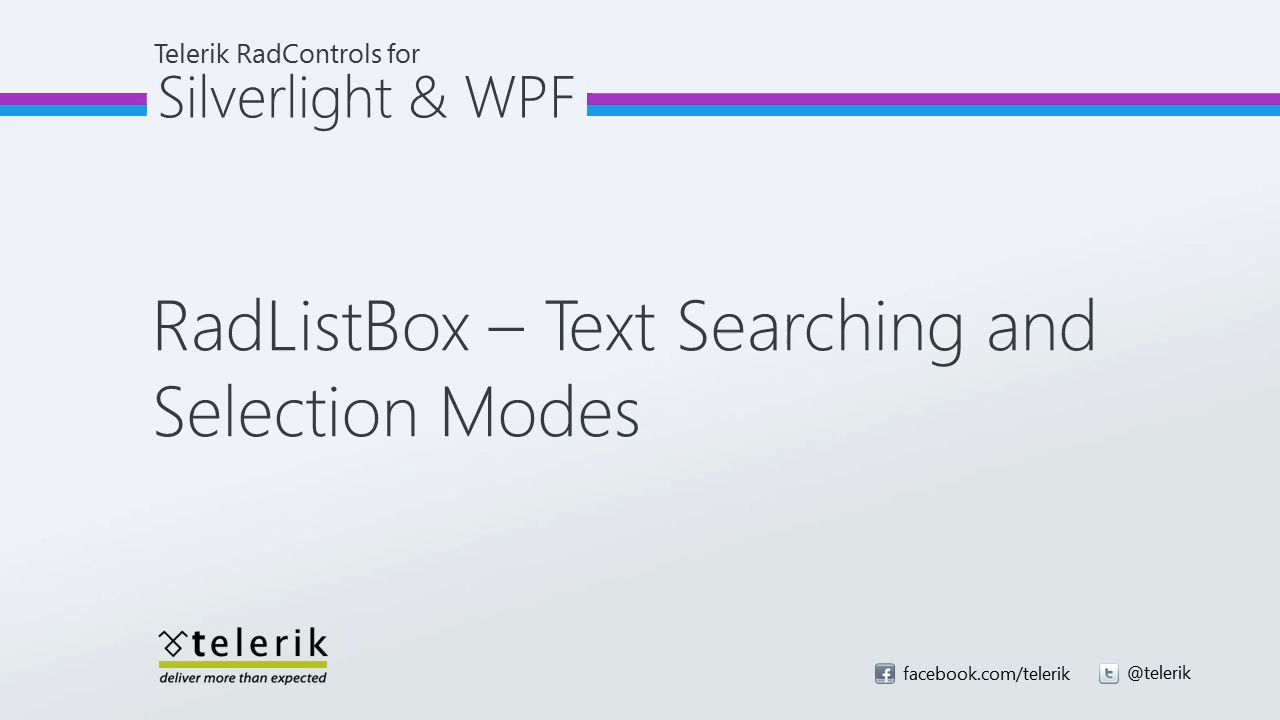 Telerik RadControls for
Silverlight & WPF
RadListBox – Text Searching and
Selection Modes
telerik
deliver more than expected
facebook.com/telerik
@telerik